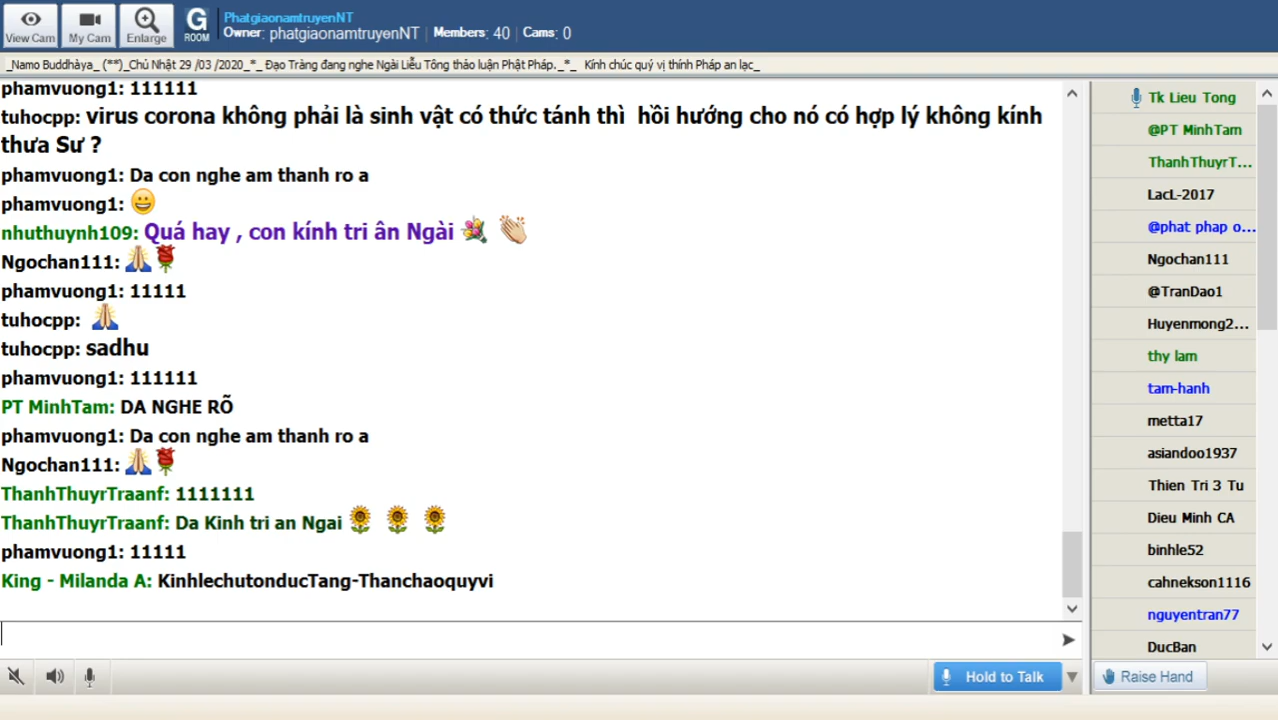 View Cam
My Cam
Enlarge
G
ROOM
PhatgiaonamtruyenNT
Owner: phatgiaonamtruyenNT | Members: 40 | Cams: 0
_Namo Buddhàya_ (**)_Chủ Nhật 29 /03 /2020_*_ Đạo Tràng đang nghe Ngài Liễu Tông thảo luận Phật Pháp._*_ Kính chúc quý vị thính Pháp an lạc_
phamvuong1: 111111
tuhocpp: virus corona không phải là sinh vật có thức tánh thì hồi hướng cho nó có hợp lý không kính
thưa Sư ?
phamvuong1: Da con nghe am thanh ro a
phamvuong1: 😀
nhuthuynh109: Quá hay , con kính tri ân Ngài 💐 👏
Ngochan111: 🙏🌹
phamvuong1: 11111
tuhocpp: 🙏
tuhocpp: sadhu
phamvuong1: 111111
PT MinhTam: DA NGHE RÕ
phamvuong1: Da con nghe am thanh ro a
Ngochan111: 🙏🌹
ThanhThuyrTraanf: 1111111
ThanhThuyrTraanf: Da Kinh tri an Ngai 🌻 🌻 🌻
phamvuong1: 11111
King - Milanda A: KinhlechutonducTang-Thanchaoquyvi
Hold to Talk
Tk Lieu Tong
@PT MinhTam
ThanhThuyrT...
LacL-2017
@phat phap o...
Ngochan111
@TranDao1
Huyenmong2...
thy lam
tam-hanh
metta17
asiandoo1937
Thien Tri 3 Tu
Dieu Minh CA
binhle52
cahnekson1116
nguyentran77
DucBan
Raise Hand